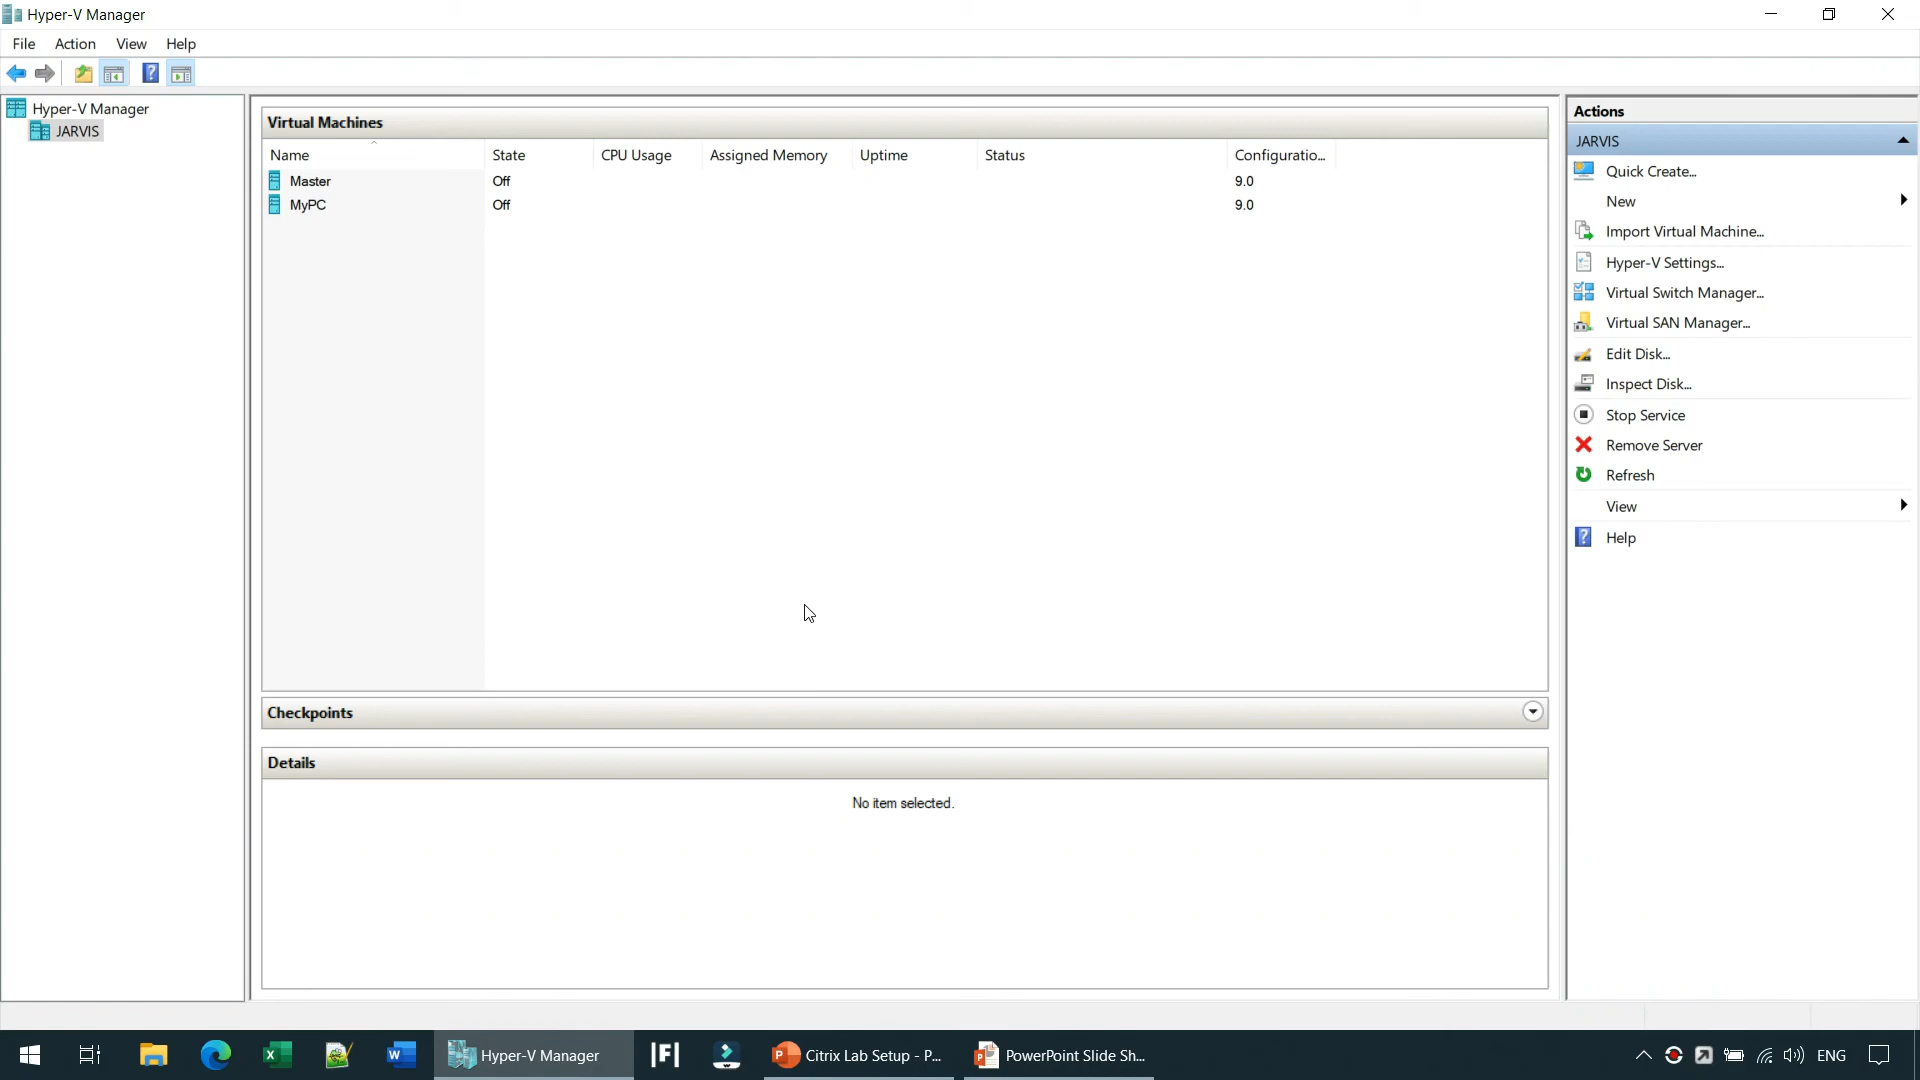 Hyper-V Manager
File Action View Help
Hyper-V Manager
JARVIS
Virtual Machines
Name State CPU Usage Assigned Memory Uptime Status Configuratio...
Master Off 9.0
MyPC Off 9.0
Checkpoints
Details
No item selected.
Actions
JARVIS
Quick Create...
New
Import Virtual Machine...
Hyper-V Settings...
Virtual Switch Manager...
Virtual SAN Manager...
Edit Disk...
Inspect Disk...
Stop Service
Remove Server
Refresh
View
Help
Hyper-V Manager Citrix Lab Setup - P... PowerPoint Slide Sh... ENG